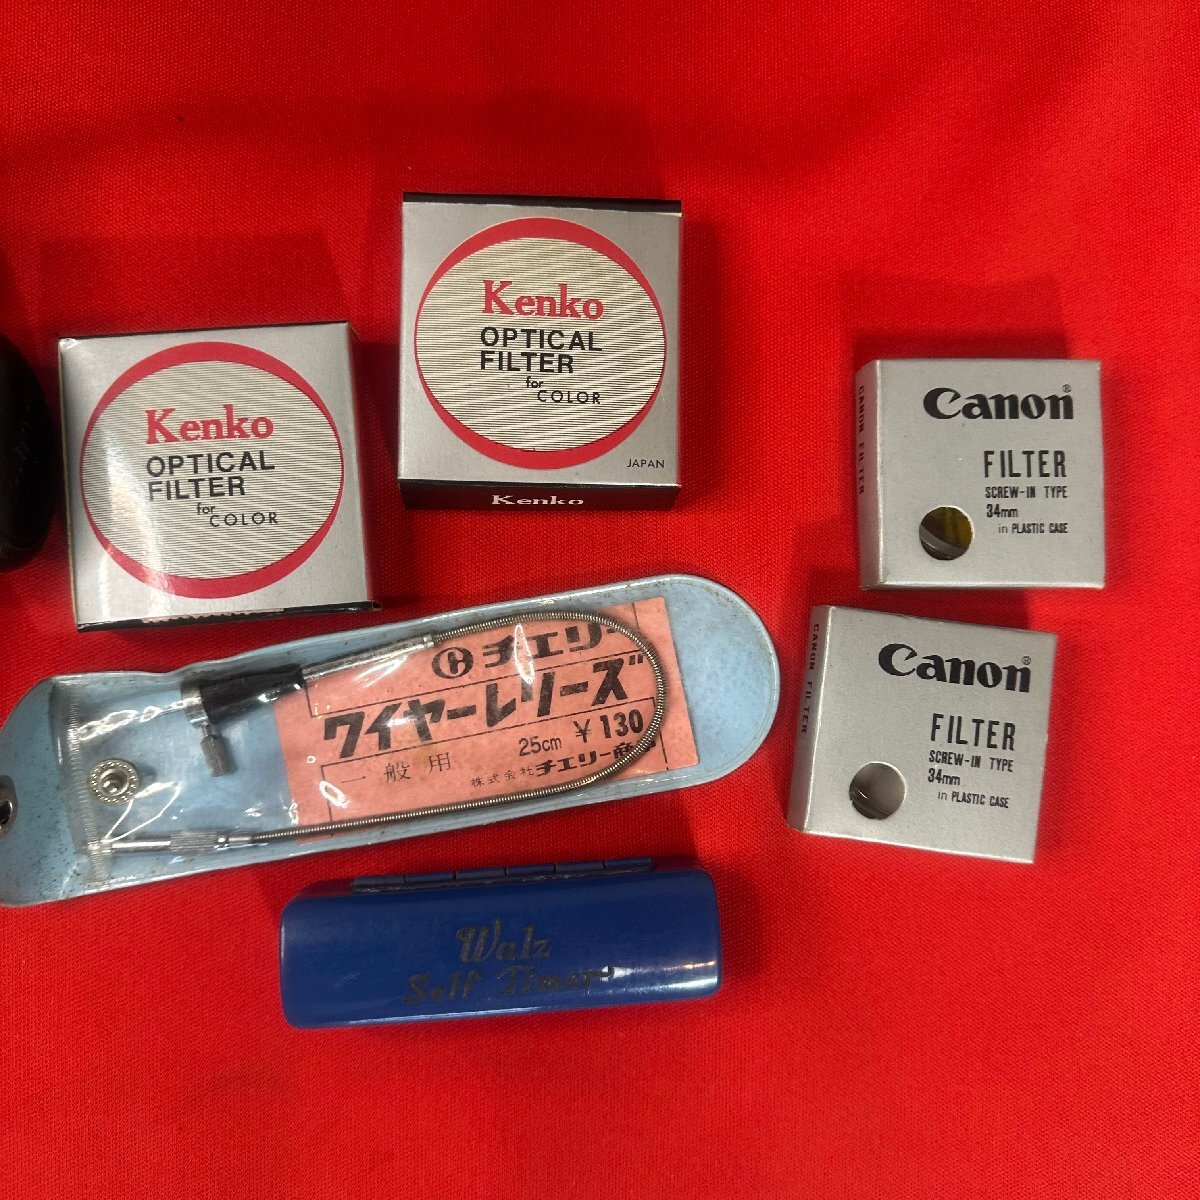 Kenko
OPTICAL
FILTER
for
COLOR
JAPAN
Kenko
Kenko
OPTICAL
FILTER
for
COLOR
Canon®
FILTER
SCREW-IN TYPE
34mm
in PLASTIC CASE
CANON FILTER
Canon®
FILTER
SCREW-IN TYPE
34mm
in PLASTIC CASE
CANON FILTER
チエリー
ワイヤーレリーズ
一般用 25cm ¥130
株式会社 チエリー商
Walz
Self Timer